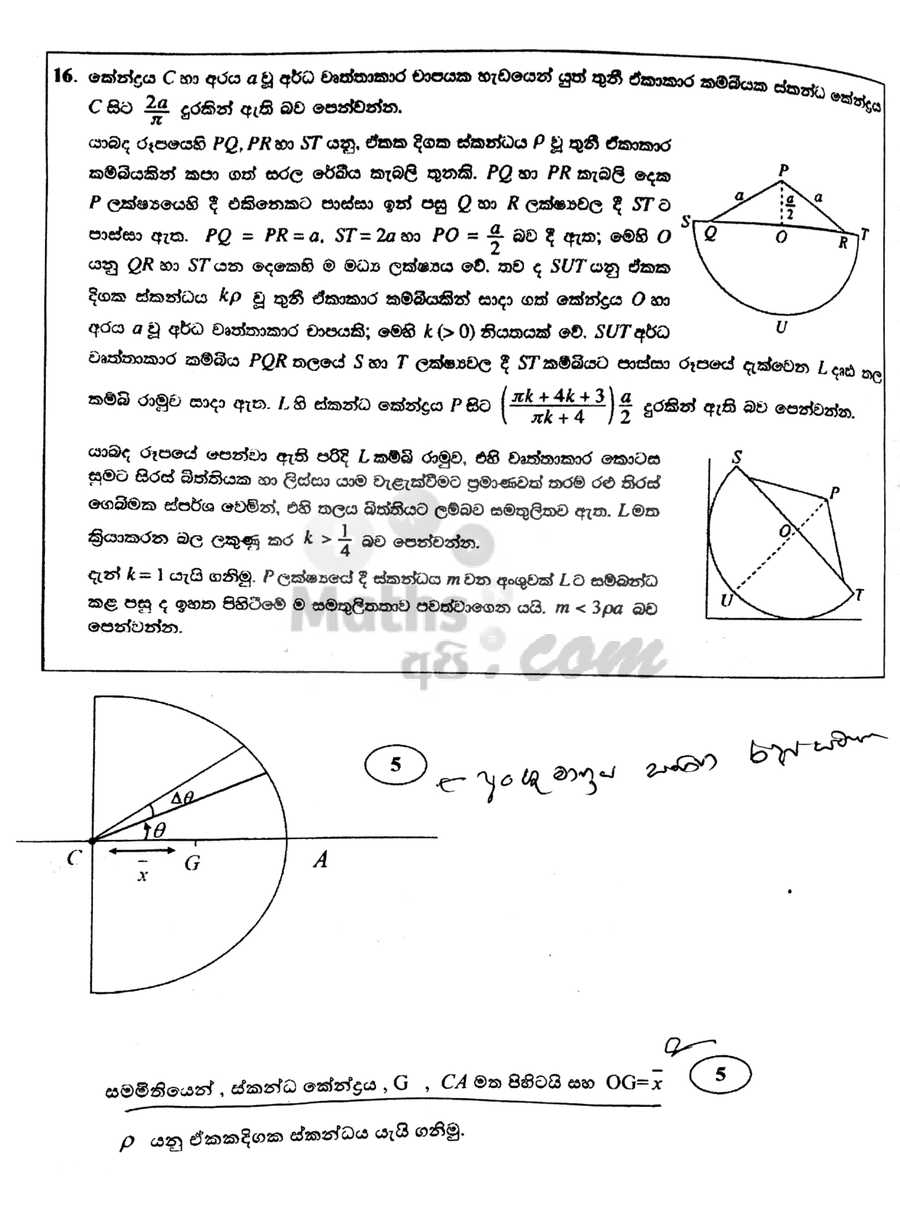 16. කේන්ද්‍රය C හා අරය a වූ අර්ධ වෘත්තාකාර චාපයක හැඩයෙන් යුත් තුනී ඒකාකාර කම්බියක ස්කන්ධ කේන්ද්‍රය
C සිට 2a/π දුරකින් ඇති බව පෙන්වන්න.
යාබද රූපයෙහි PQ, PR හා ST යනු, ඒකක දිගක ස්කන්ධය ρ වූ තුනී ඒකාකාර
කම්බියකින් කපා ගත් සරල රේඛීය කැබලි තුනකි. PQ හා PR කැබලි දෙක
P ලක්ෂ්‍යයෙහි දී එකිනෙකට පාස්සා ඉන් පසු Q හා R ලක්ෂ්‍යවල දී ST ට
පාස්සා ඇත. PQ = PR = a, ST = 2a හා PO = a/2 බව දී ඇත; මෙහි O
යනු QR හා ST යන දෙකෙහි ම මධ්‍ය ලක්ෂ්‍යය වේ. තව ද SUT යනු ඒකක
දිගක ස්කන්ධය kρ වූ තුනී ඒකාකාර කම්බියකින් සාදා ගත් කේන්ද්‍රය O හා
අරය a වූ අර්ධ වෘත්තාකාර චාපයකි; මෙහි k (> 0) නියතයක් වේ. SUT අර්ධ
වෘත්තාකාර කම්බිය PQR තලයේ S හා T ලක්ෂ්‍යවල දී ST කම්බියට පාස්සා රූපයේ දැක්වෙන L දෘඪ තල
කම්බි රාමුව සාදා ඇත. L හි ස්කන්ධ කේන්ද්‍රය P සිට ((πk + 4k + 3)/(πk + 4)) a/2 දුරකින් ඇති බව පෙන්වන්න.
P
a
a
a/2
S
Q
O
R
T
U
යාබද රූපයේ පෙන්වා ඇති පරිදි L කම්බි රාමුව, එහි වෘත්තාකාර කොටස
සුමට සිරස් බිත්තියක හා ලිස්සා යාම වැළැක්වීමට ප්‍රමාණවත් තරම් රළු තිරස්
ගෙබිමක ස්පර්ශ වෙමින්, එහි තලය බිත්තියට ලම්බව සමතුලිතව ඇත. L මත
ක්‍රියාකරන බල ලකුණු කර k > 1/4 බව පෙන්වන්න.
දැන් k = 1 යැයි ගනිමු. P ලක්ෂ්‍යයේ දී ස්කන්ධය m වන අංශුවක් L ට සම්බන්ධ
කළ පසු ද ඉහත පිහිටීමේ ම සමතුලිතතාව පවත්වාගෙන යයි. m < 3ρa බව
පෙන්වන්න.
S
P
O
U
T
Maths
අපි.com
5
Δθ
θ
C
x̄
G
A
සමමිතියෙන් , ස්කන්ධ කේන්ද්‍රය , G , CA මත පිහිටයි සහ OG=x̄
5
ρ යනු ඒකකදිගක ස්කන්ධය යැයි ගනිමු.